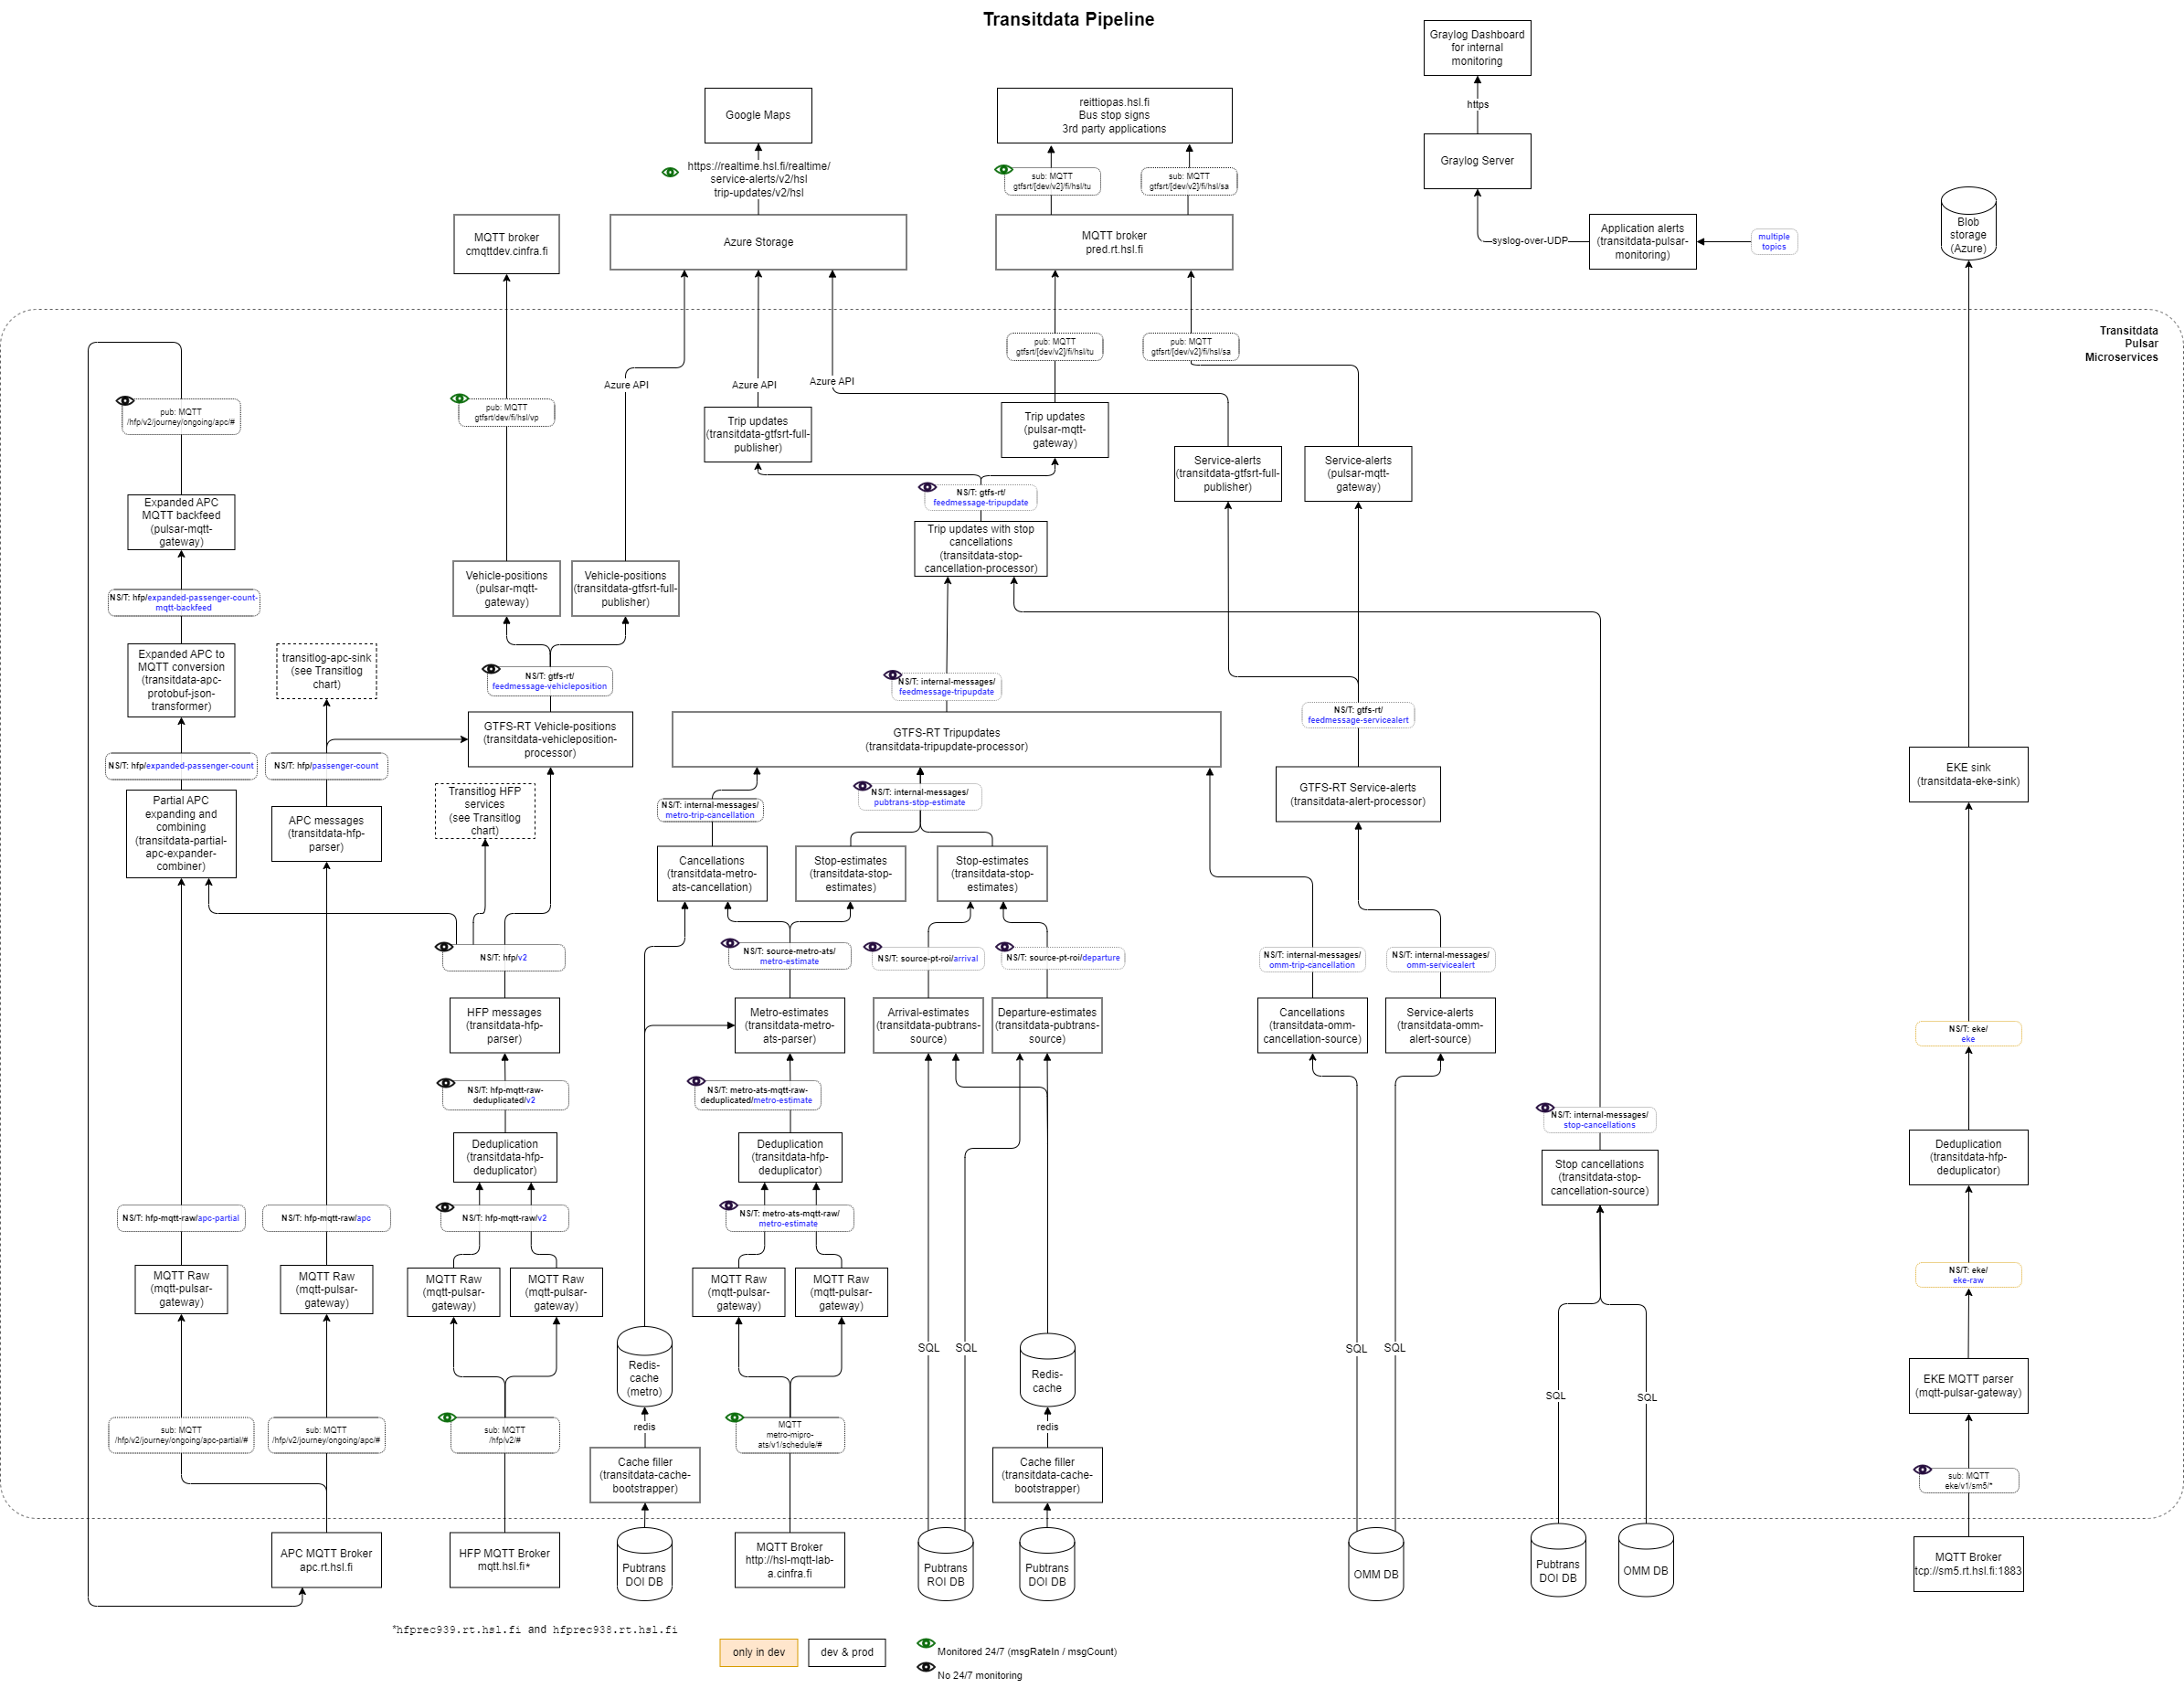 Transitdata Pipeline
Graylog Dashboard
for internal
monitoring
https
Graylog Server
Google Maps
https://realtime.hsl.fi/realtime/
service-alerts/v2/hsl
trip-updates/v2/hsl
reittiopas.hsl.fi
Bus stop signs
3rd party applications
sub: MQTT
gtfsrt/[dev/v2]/fi/hsl/tu
sub: MQTT
gtfsrt/[dev/v2]/fi/hsl/sa
MQTT broker
cmqttdev.cinfra.fi
Azure Storage
MQTT broker
pred.rt.hsl.fi
syslog-over-UDP
Application alerts
(transitdata-pulsar-
monitoring)
multiple
topics
Blob
storage
(Azure)
Transitdata
Pulsar
Microservices
pub: MQTT
gtfsrt/[dev/v2]/fi/hsl/tu
pub: MQTT
gtfsrt/[dev/v2]/fi/hsl/sa
Azure API
Azure API
Azure API
pub: MQTT
/hfp/v2/journey/ongoing/apc/#
pub: MQTT
gtfsrt/dev/fi/hsl/vp
Trip updates
(transitdata-gtfsrt-full-
publisher)
Trip updates
(pulsar-mqtt-
gateway)
Service-alerts
(transitdata-gtfsrt-full-
publisher)
Service-alerts
(pulsar-mqtt-
gateway)
NS/T: gtfs-rt/
feedmessage-tripupdate
Expanded APC
MQTT backfeed
(pulsar-mqtt-
gateway)
Trip updates with stop
cancellations
(transitdata-stop-
cancellation-processor)
Vehicle-positions
(pulsar-mqtt-
gateway)
Vehicle-positions
(transitdata-gtfsrt-full-
publisher)
NS/T: hfp/expanded-passenger-count-
mqtt-backfeed
Expanded APC to
MQTT conversion
(transitdata-apc-
protobuf-json-
transformer)
transitlog-apc-sink
(see Transitlog
chart)
NS/T: gtfs-rt/
feedmessage-vehicleposition
NS/T: internal-messages/
feedmessage-tripupdate
NS/T: gtfs-rt/
feedmessage-servicealert
GTFS-RT Vehicle-positions
(transitdata-vehicleposition-
processor)
GTFS-RT Tripupdates
(transitdata-tripupdate-processor)
NS/T: hfp/expanded-passenger-count
NS/T: hfp/passenger-count
EKE sink
(transitdata-eke-sink)
Partial APC
expanding and
combining
(transitdata-partial-
apc-expander-
combiner)
APC messages
(transitdata-hfp-
parser)
Transitlog HFP
services
(see Transitlog
chart)
NS/T: internal-messages/
metro-trip-cancellation
NS/T: internal-messages/
pubtrans-stop-estimate
GTFS-RT Service-alerts
(transitdata-alert-processor)
Cancellations
(transitdata-metro-
ats-cancellation)
Stop-estimates
(transitdata-stop-
estimates)
Stop-estimates
(transitdata-stop-
estimates)
NS/T: hfp/v2
NS/T: source-metro-ats/
metro-estimate
NS/T: source-pt-roi/arrival
NS/T: source-pt-roi/departure
NS/T: internal-messages/
omm-trip-cancellation
NS/T: internal-messages/
omm-servicealert
HFP messages
(transitdata-hfp-
parser)
Metro-estimates
(transitdata-metro-
ats-parser)
Arrival-estimates
(transitdata-pubtrans-
source)
Departure-estimates
(transitdata-pubtrans-
source)
Cancellations
(transitdata-omm-
cancellation-source)
Service-alerts
(transitdata-omm-
alert-source)
NS/T: eke/
eke
NS/T: hfp-mqtt-raw-
deduplicated/v2
NS/T: metro-ats-mqtt-raw-
deduplicated/metro-estimate
NS/T: internal-messages/
stop-cancellations
Deduplication
(transitdata-hfp-
deduplicator)
Deduplication
(transitdata-hfp-
deduplicator)
Deduplication
(transitdata-hfp-
deduplicator)
Stop cancellations
(transitdata-stop-
cancellation-source)
NS/T: hfp-mqtt-raw/apc-partial
NS/T: hfp-mqtt-raw/apc
NS/T: hfp-mqtt-raw/v2
NS/T: metro-ats-mqtt-raw/
metro-estimate
NS/T: eke/
eke-raw
MQTT Raw
(mqtt-pulsar-
gateway)
MQTT Raw
(mqtt-pulsar-
gateway)
MQTT Raw
(mqtt-pulsar-
gateway)
MQTT Raw
(mqtt-pulsar-
gateway)
MQTT Raw
(mqtt-pulsar-
gateway)
MQTT Raw
(mqtt-pulsar-
gateway)
SQL
SQL
SQL
SQL
SQL
SQL
Redis-
cache
(metro)
Redis-
cache
EKE MQTT parser
(mqtt-pulsar-gateway)
redis
redis
sub: MQTT
/hfp/v2/journey/ongoing/apc-partial/#
sub: MQTT
/hfp/v2/journey/ongoing/apc/#
sub: MQTT
/hfp/v2/#
MQTT
metro-mipro-
ats/v1/schedule/#
Cache filler
(transitdata-cache-
bootstrapper)
Cache filler
(transitdata-cache-
bootstrapper)
sub: MQTT
eke/v1/sm5/*
APC MQTT Broker
apc.rt.hsl.fi
HFP MQTT Broker
mqtt.hsl.fi*
Pubtrans
DOI DB
MQTT Broker
http://hsl-mqtt-lab-
a.cinfra.fi
Pubtrans
ROI DB
Pubtrans
DOI DB
OMM DB
Pubtrans
DOI DB
OMM DB
MQTT Broker
tcp://sm5.rt.hsl.fi:1883
*hfprec939.rt.hsl.fi and hfprec938.rt.hsl.fi
only in dev
dev & prod
Monitored 24/7 (msgRateIn / msgCount)
No 24/7 monitoring